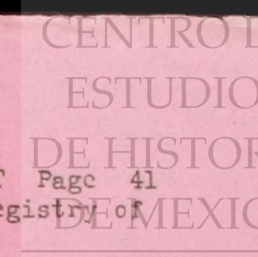 CENTRO
ESTUDIO
DE HISTOR
Page 41
egistry of
DE MEXIC